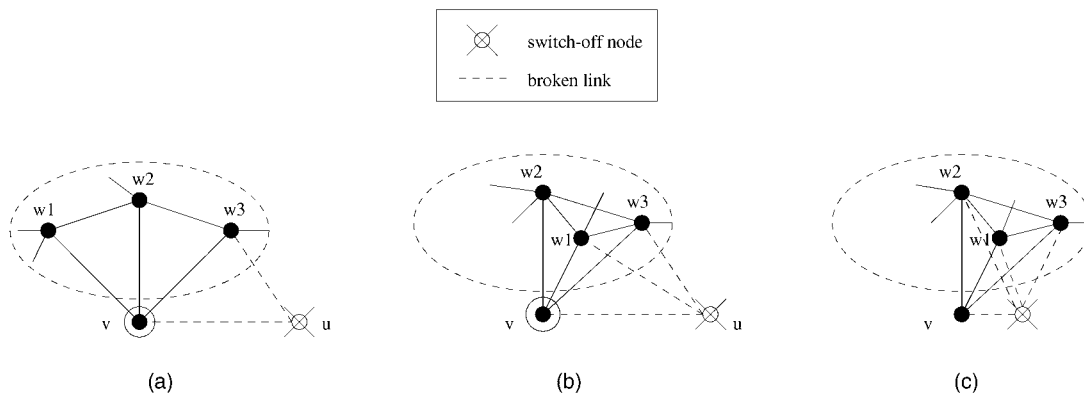 switch-off node
broken link
w2
w1
w3
v
u
(a)
w2
w3
w1
v
u
(b)
w2
w3
w1
v
(c)